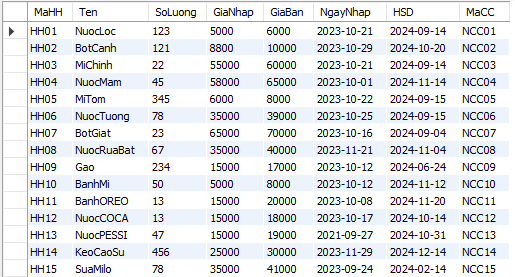 MaHH Ten SoLuong GiaNhap GiaBan NgayNhap HSD MaCC
HH01 NuocLoc 123 5000 6000 2023-10-21 2024-09-14 NCC01
HH02 BotCanh 121 8800 10000 2023-10-29 2024-10-20 NCC02
HH03 MiChinh 22 55000 60000 2023-10-21 2024-09-14 NCC03
HH04 NuocMam 45 58000 65000 2023-10-01 2024-11-14 NCC04
HH05 MiTom 345 6000 8000 2023-10-22 2024-09-15 NCC05
HH06 NuocTuong 78 35000 39000 2023-10-25 2024-09-15 NCC06
HH07 BotGiat 23 65000 70000 2023-10-16 2024-09-04 NCC07
HH08 NuocRuaBat 67 35000 40000 2023-11-21 2024-11-04 NCC08
HH09 Gao 234 15000 17000 2023-10-12 2024-06-24 NCC09
HH10 BanhMi 50 5000 8000 2023-10-12 2024-11-12 NCC10
HH11 BanhOREO 13 15000 20000 2023-10-08 2024-11-20 NCC11
HH12 NuocCOCA 13 15000 18000 2023-10-17 2024-10-14 NCC12
HH13 NuocPESSI 47 15000 19000 2021-09-27 2024-10-31 NCC13
HH14 KeoCaoSu 456 25000 30000 2023-11-29 2024-12-14 NCC14
HH15 SuaMilo 78 35000 41000 2023-09-24 2024-02-14 NCC15